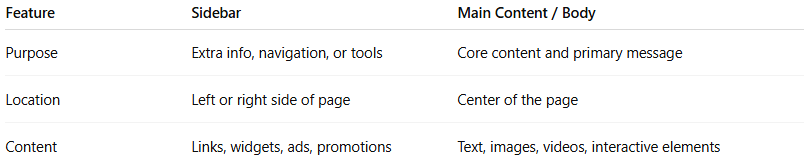 Feature Sidebar Main Content / Body
Purpose Extra info, navigation, or tools Core content and primary message
Location Left or right side of page Center of the page
Content Links, widgets, ads, promotions Text, images, videos, interactive elements